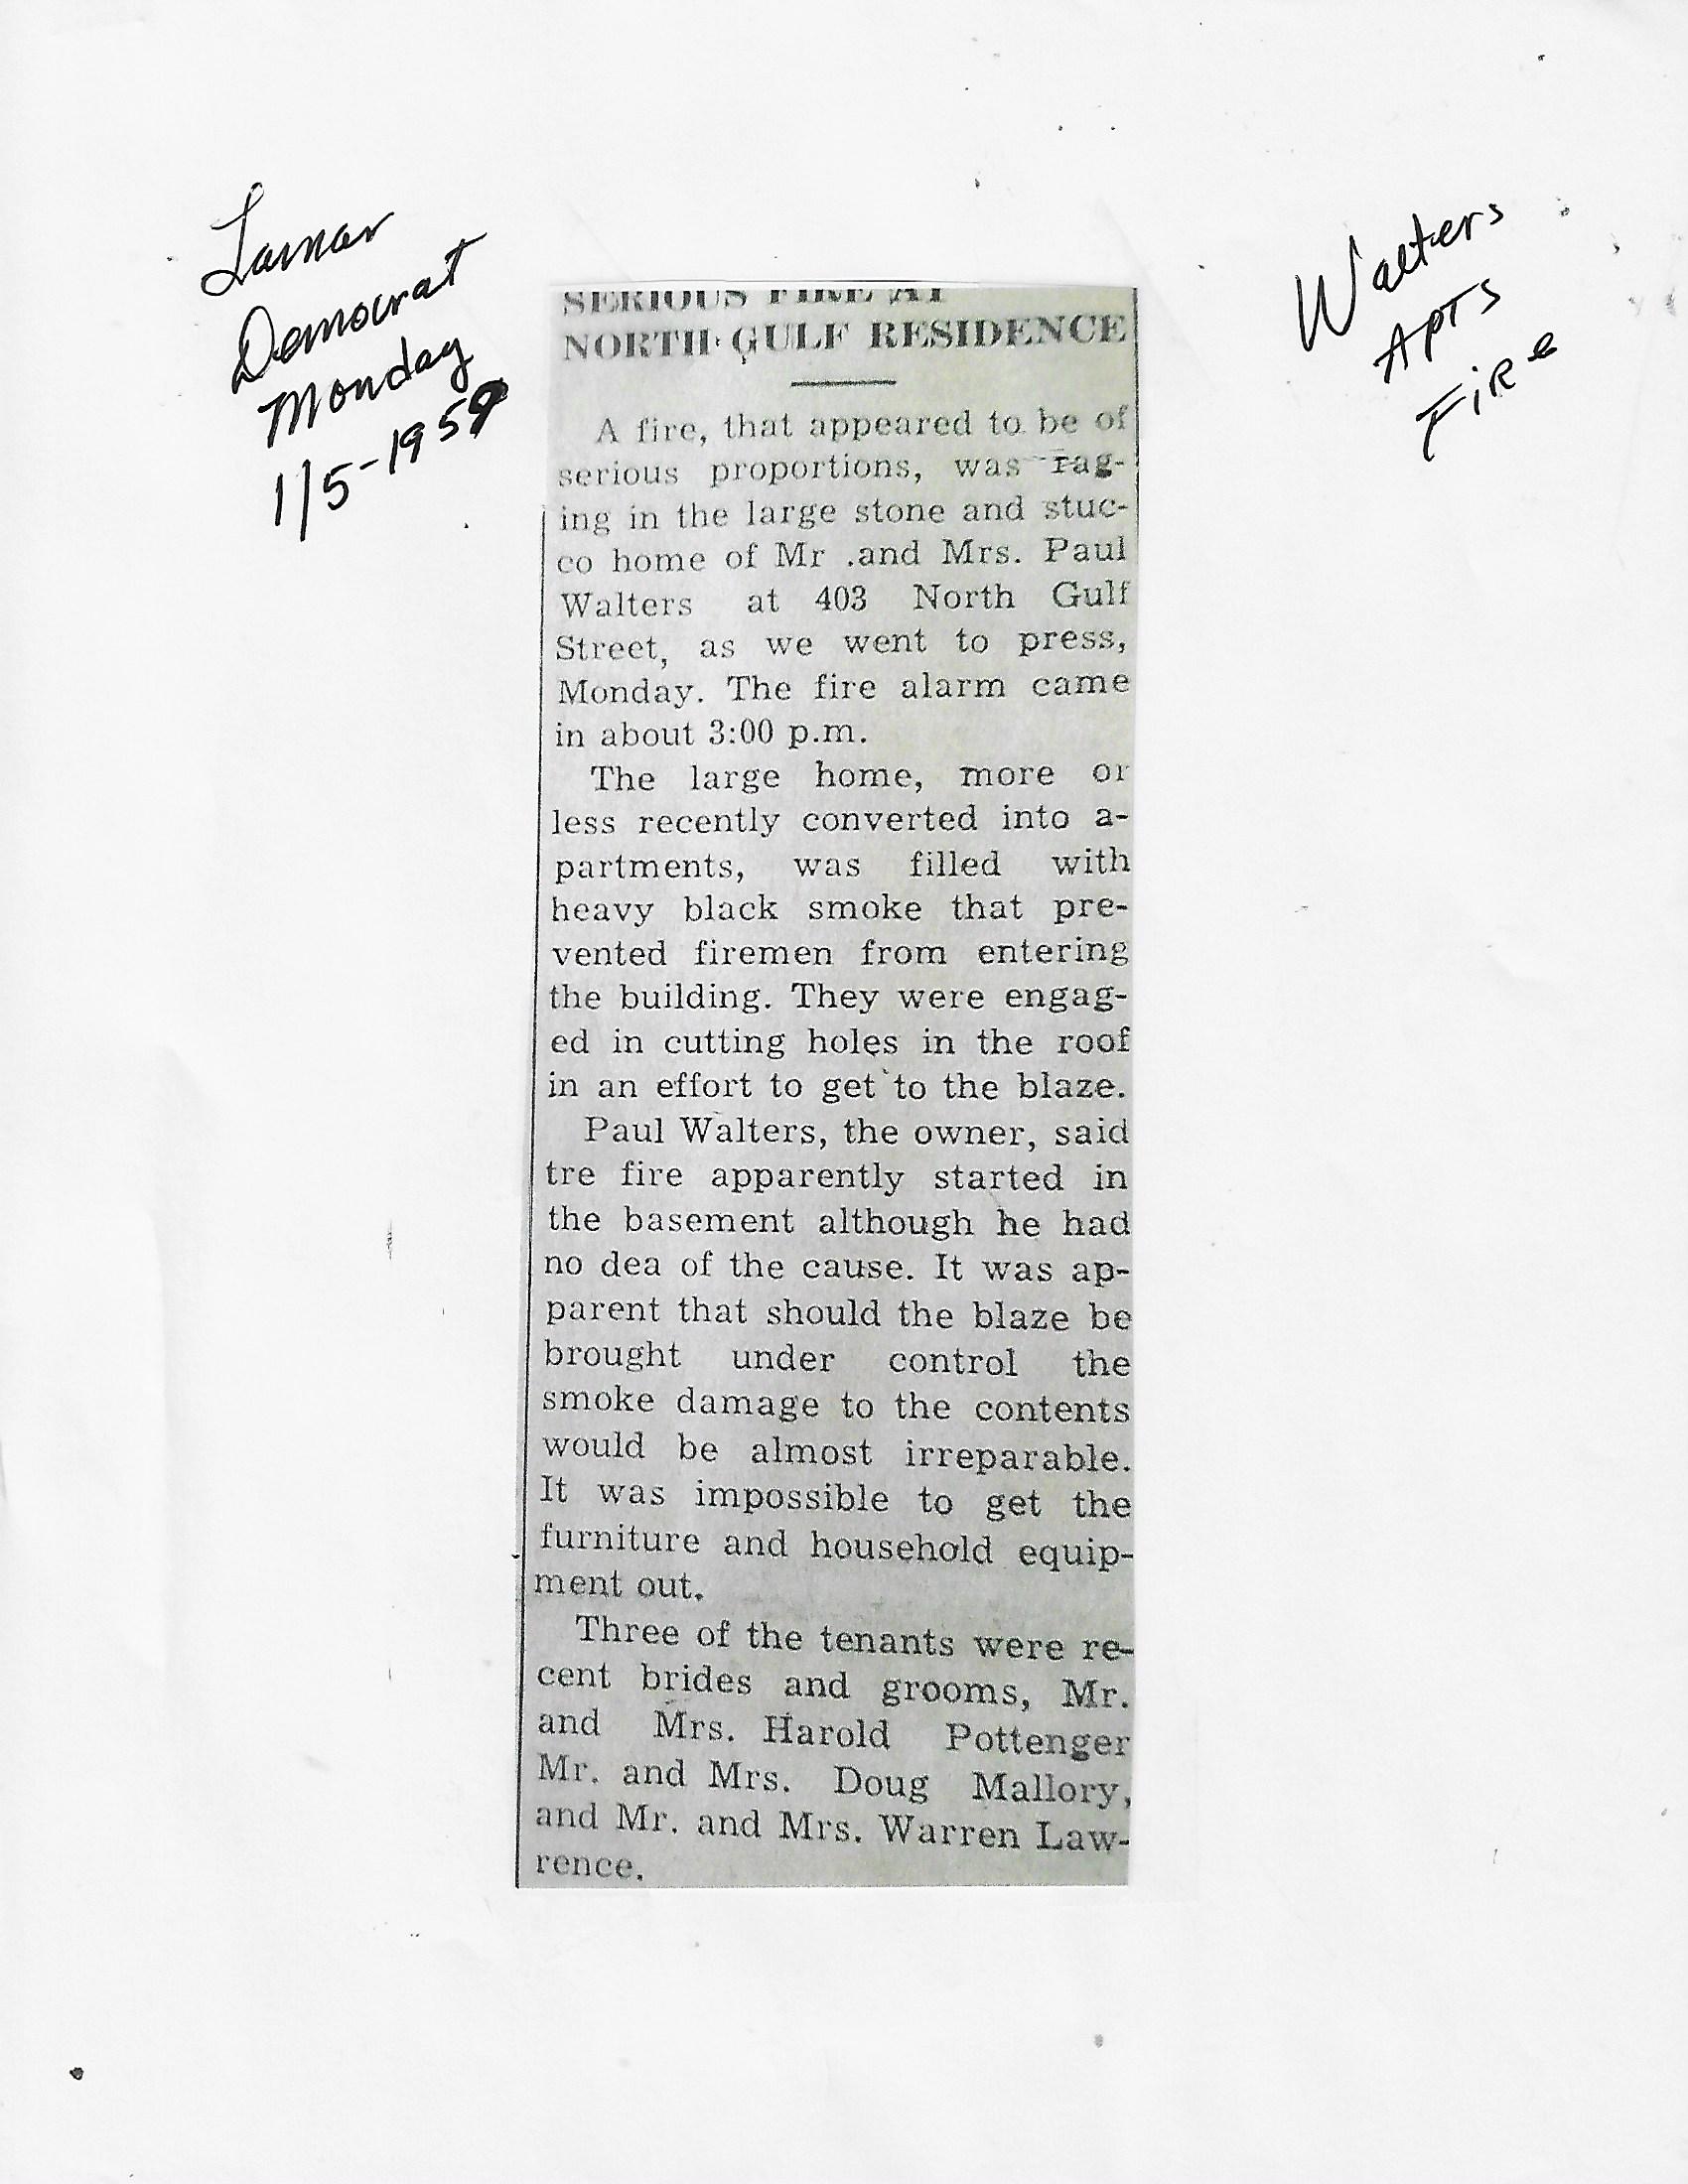 Lamar
Democrat
Monday
1/5-1959
Walters
Apts
Fire
SERIOUS FIRE AT
NORTH GULF RESIDENCE
A fire, that appeared to be of
serious proportions, was rag-
ing in the large stone and stuc-
co home of Mr .and Mrs. Paul
Walters at 403 North Gulf
Street, as we went to press,
Monday. The fire alarm came
in about 3:00 p.m.
The large home, more or
less recently converted into a-
partments, was filled with
heavy black smoke that pre-
vented firemen from entering
the building. They were engag-
ed in cutting holes in the roof
in an effort to get to the blaze.
Paul Walters, the owner, said
tre fire apparently started in
the basement although he had
no dea of the cause. It was ap-
parent that should the blaze be
brought under control the
smoke damage to the contents
would be almost irreparable.
It was impossible to get the
furniture and household equip-
ment out.
Three of the tenants were re-
cent brides and grooms, Mr.
and Mrs. Harold Pottenger
Mr. and Mrs. Doug Mallory,
and Mr. and Mrs. Warren Law-
rence.